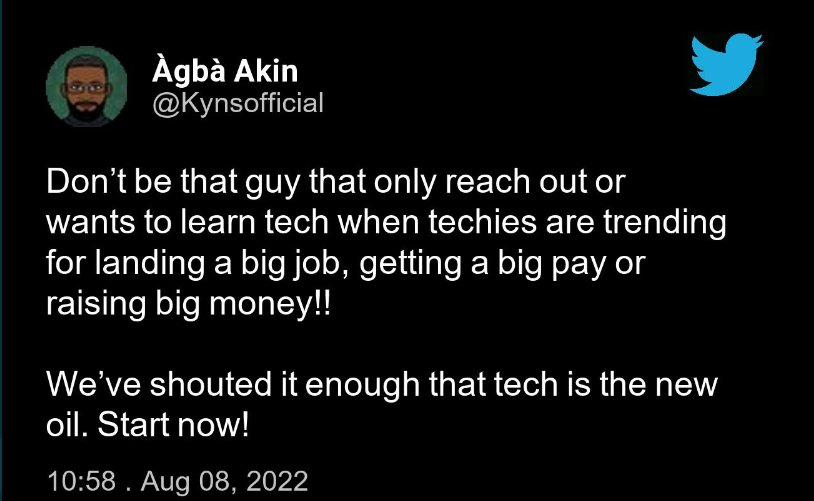 Àgbà Akin
@Kynsofficial
Don’t be that guy that only reach out or
wants to learn tech when techies are trending
for landing a big job, getting a big pay or
raising big money!!
We’ve shouted it enough that tech is the new
oil. Start now!
10:58 . Aug 08, 2022